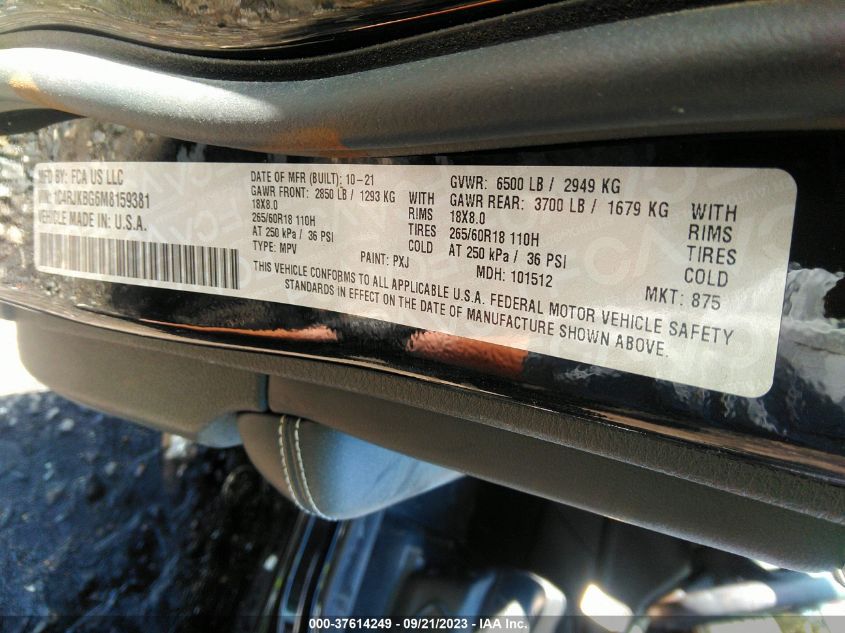 MFD BY: FCA US LLC
VIN: 1C4RJKBG6M8159381
VEHICLE MADE IN U.S.A.
DATE OF MFR (BUILT): 10-21
GAWR FRONT: 2850 LB / 1293 KG WITH
18X8.0 RIMS
265/60R18 110H TIRES
AT 250 kPa / 36 PSI COLD
TYPE: MPV PAINT: PXJ
GVWR: 6500 LB / 2949 KG
GAWR REAR: 3700 LB / 1679 KG WITH
18X8.0 RIMS
265/60R18 110H TIRES
AT 250 kPa / 36 PSI COLD
MDH: 101512 MKT: 875
THIS VEHICLE CONFORMS TO ALL APPLICABLE U.S.A. FEDERAL MOTOR VEHICLE SAFETY
STANDARDS IN EFFECT ON THE DATE OF MANUFACTURE SHOWN ABOVE.
000-37614249 - 09/21/2023 - IAA Inc.